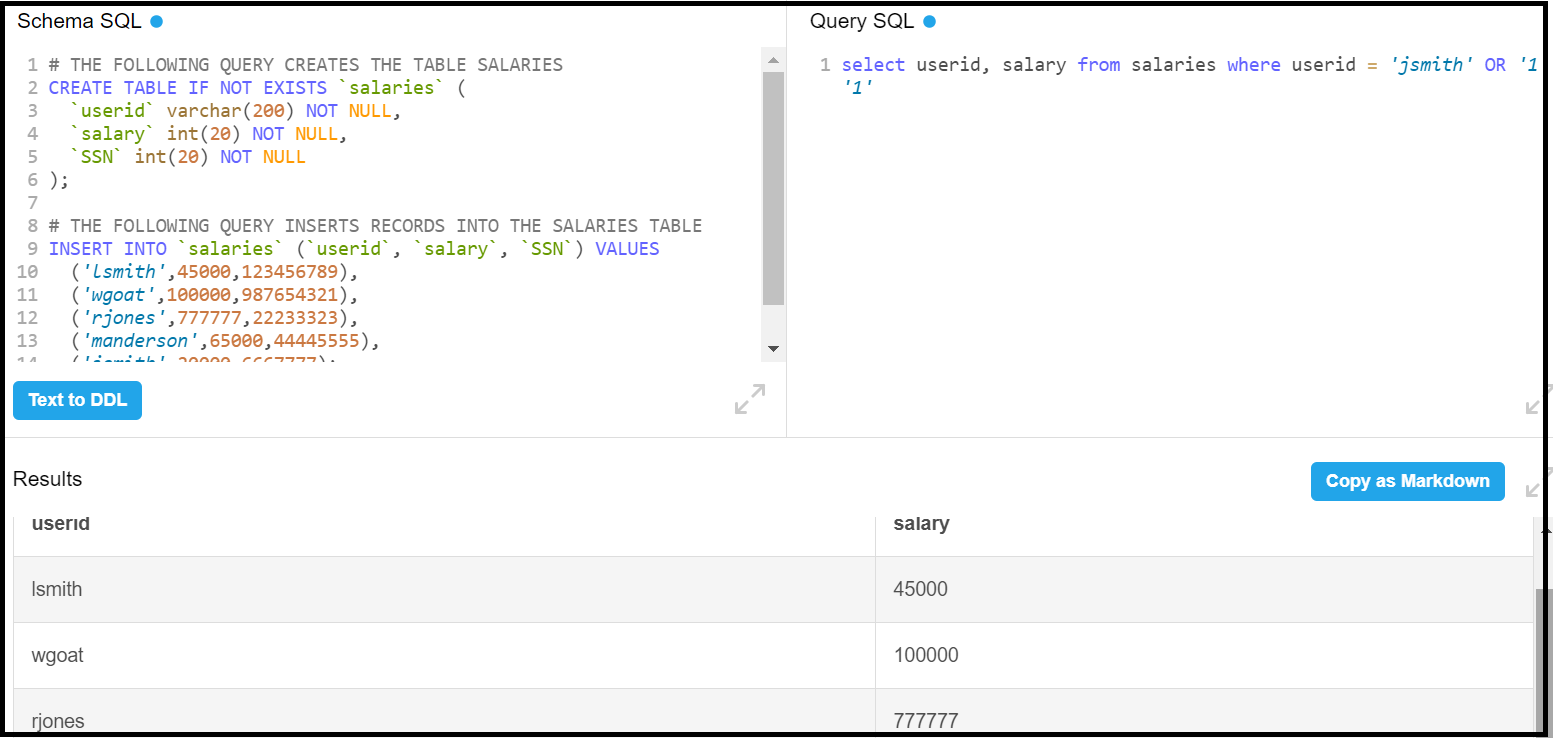 Schema SQL
1 # THE FOLLOWING QUERY CREATES THE TABLE SALARIES
2 CREATE TABLE IF NOT EXISTS `salaries` (
3 `userid` varchar(200) NOT NULL,
4 `salary` int(20) NOT NULL,
5 `SSN` int(20) NOT NULL
6 );
7
8 # THE FOLLOWING QUERY INSERTS RECORDS INTO THE SALARIES TABLE
9 INSERT INTO `salaries` (`userid`, `salary`, `SSN`) VALUES
10 ('lsmith',45000,123456789),
11 ('wgoat',100000,987654321),
12 ('rjones',777777,22233323),
13 ('manderson',65000,44445555),
Text to DDL
Query SQL
1 select userid, salary from salaries where userid = 'jsmith' OR '1
'1'
Results
Copy as Markdown
userid salary
lsmith 45000
wgoat 100000
rjones 777777